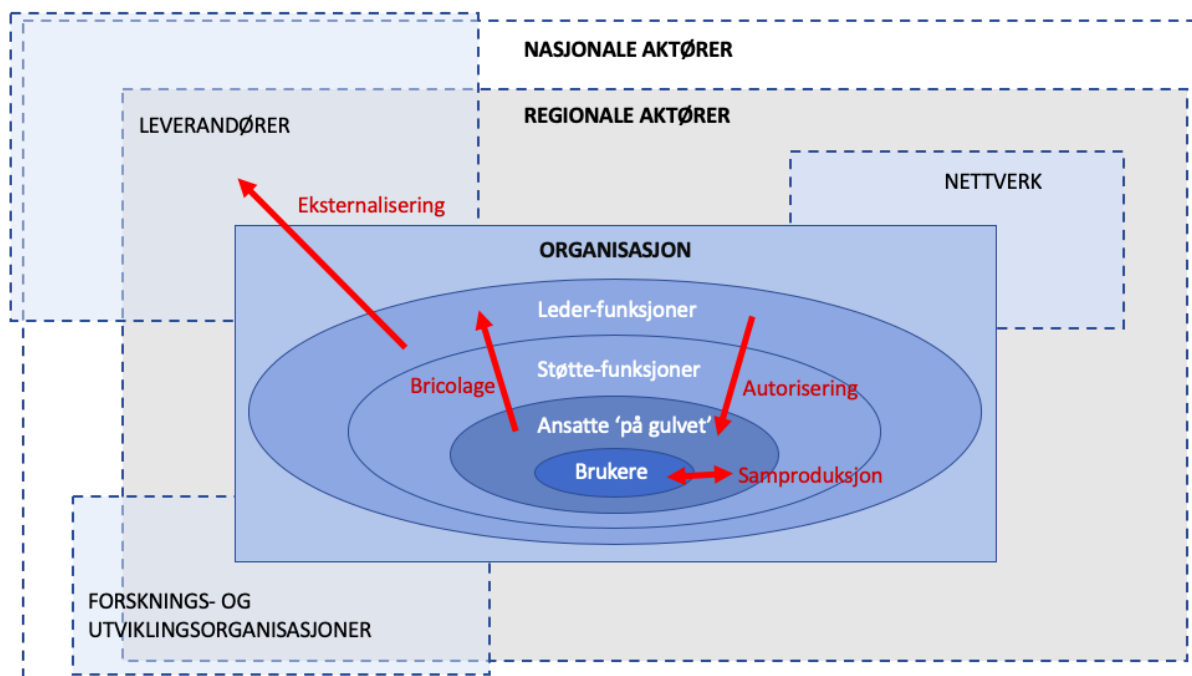 NASJONALE AKTØRER
REGIONALE AKTØRER
LEVERANDØRER
NETTVERK
Eksternalisering
ORGANISASJON
Leder-funksjoner
Støtte-funksjoner
Bricolage
Autorisering
Ansatte ‘på gulvet’
Brukere
Samproduksjon
FORSKNINGS- OG
UTVIKLINGSORGANISASJONER